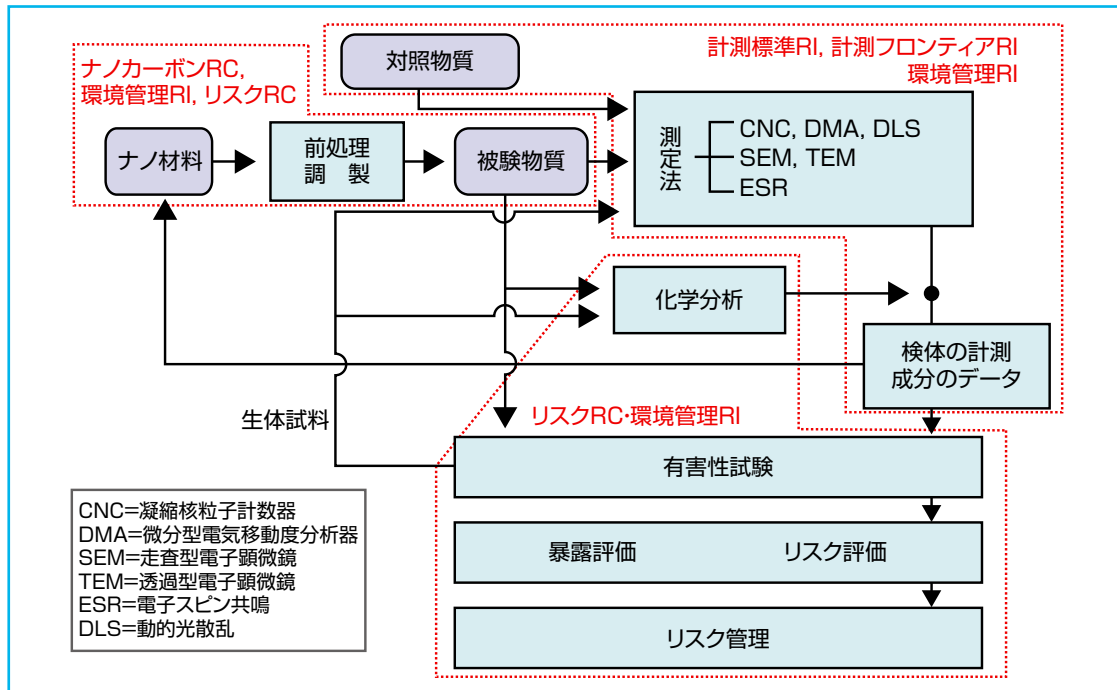 計測標準RI, 計測フロンティアRI
環境管理RI
対照物質
ナノカーボンRC,
環境管理RI, リスクRC
ナノ材料
前処理
調 製
被験物質
測定法
CNC, DMA, DLS
SEM, TEM
ESR
化学分析
検体の計測
成分のデータ
生体試料
リスクRC・環境管理RI
有害性試験
暴露評価 リスク評価
リスク管理
CNC=凝縮核粒子計数器
DMA=微分型電気移動度分析器
SEM=走査型電子顕微鏡
TEM=透過型電子顕微鏡
ESR=電子スピン共鳴
DLS=動的光散乱